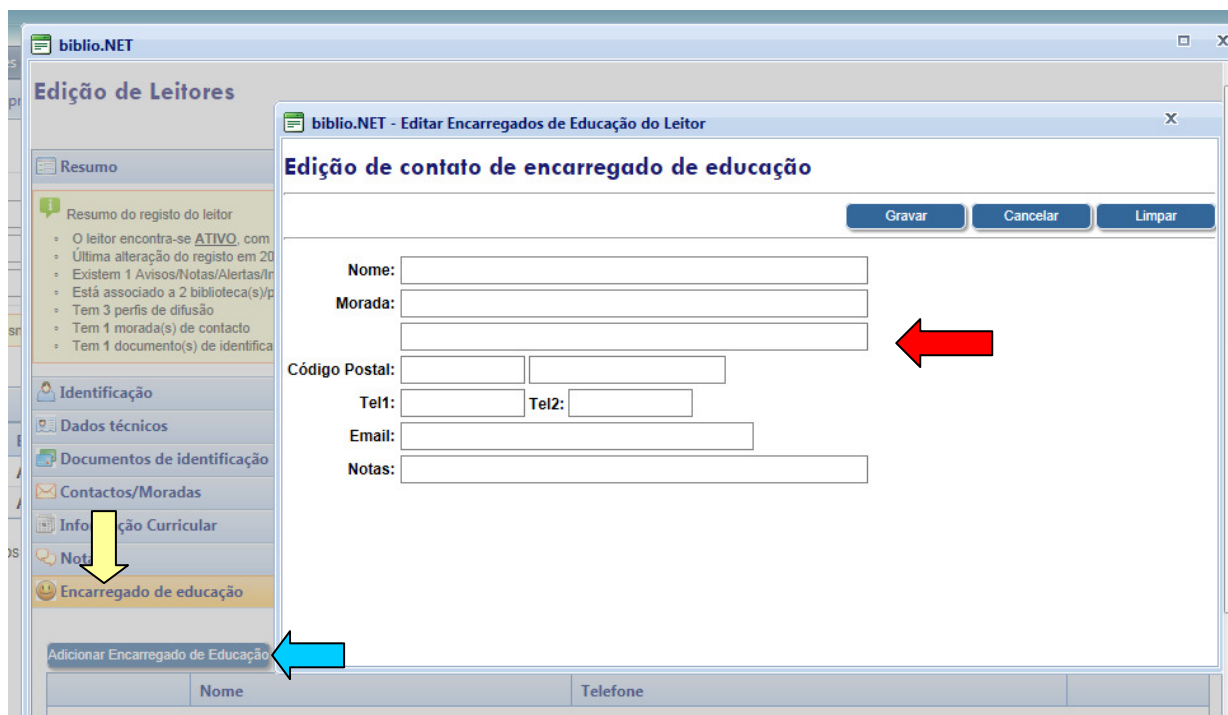 biblio.NET
Edição de Leitores
Resumo
Resumo do registo do leitor
O leitor encontra-se ATIVO, com
Última alteração do registo em 20
Existem 1 Avisos/Notas/Alertas/In
Está associado a 2 biblioteca(s)/p
Tem 3 perfis de difusão
Tem 1 morada(s) de contacto
Tem 1 documento(s) de identifica
Identificação
Dados técnicos
Documentos de identificação
Contactos/Moradas
Info ção Curricular
Nota
Encarregado de educação
Adicionar Encarregado de Educação
Nome Telefone
biblio.NET - Editar Encarregados de Educação do Leitor
Edição de contato de encarregado de educação
Gravar Cancelar Limpar
Nome:
Morada:
Código Postal:
Tel1: Tel2:
Email:
Notas: